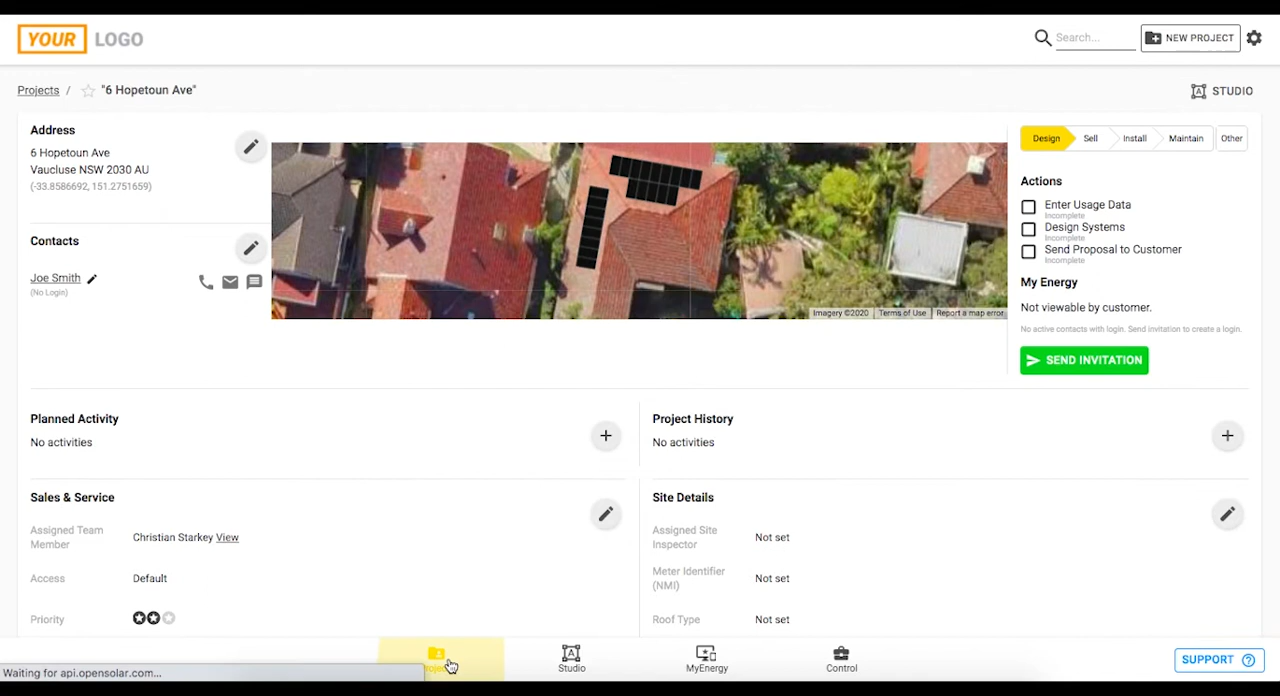 YOUR LOGO
Search...
NEW PROJECT
Projects / "6 Hopetoun Ave"
STUDIO
Address
6 Hopetoun Ave
Vaucluse NSW 2030 AU
(-33.8586692, 151.2751659)
Contacts
Joe Smith
(No Login)
Imagery ©2020 Terms of Use Report a map error
Design Sell Install Maintain Other
Actions
Enter Usage Data
Incomplete
Design Systems
Incomplete
Send Proposal to Customer
Incomplete
My Energy
Not viewable by customer.
No active contacts with login. Send invitation to create a login.
SEND INVITATION
Planned Activity
No activities
Project History
No activities
Sales & Service
Assigned Team
Member
Christian Starkey View
Access
Default
Priority
Site Details
Assigned Site
Inspector
Not set
Meter Identifier
(NMI)
Not set
Roof Type
Not set
Studio
MyEnergy
Control
SUPPORT
Waiting for api.opensolar.com...